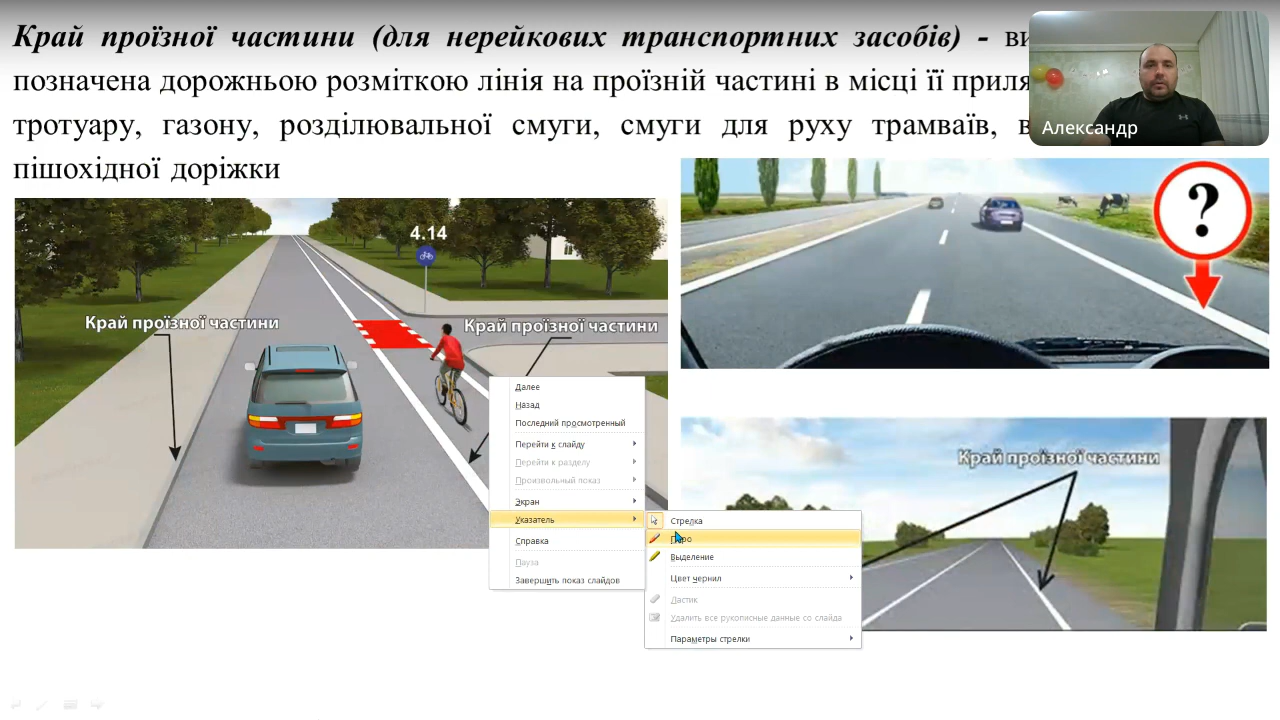 Край проїзної частини (для нерейкових транспортних засобів) - ви
позначена дорожньою розміткою лінія на проїзній частині в місці її приля
тротуару, газону, розділювальної смуги, смуги для руху трамваїв, в
пішохідної доріжки
Александр
4.14
Край проїзної частини
Край проїзної частини
?
Край проїзної частини
Далее
Назад
Последний просмотренный
Перейти к слайду
Перейти к разделу
Произвольный показ
Экран
Указатель
Справка
Пауза
Завершить показ слайдов
Стрелка
Перо
Выделение
Цвет чернил
Ластик
Удалить все рукописные данные со слайда
Параметры стрелки